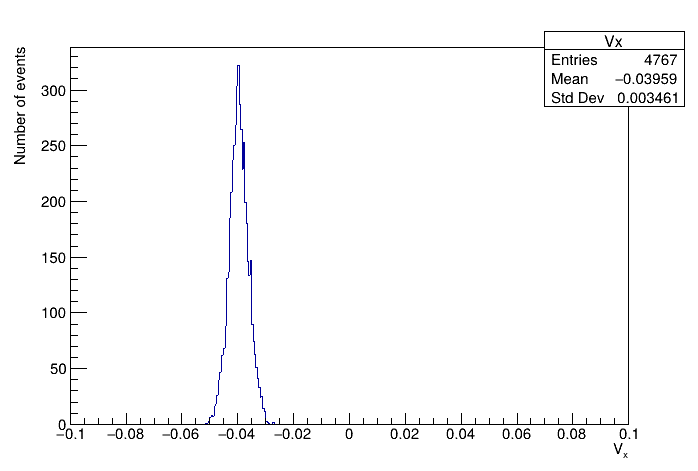 Vx
Entries 4767
Mean −0.03959
Std Dev 0.003461
Number of events
300
250
200
150
100
50
0
−0.1 −0.08 −0.06 −0.04 −0.02 0 0.02 0.04 0.06 0.08 0.1
Vx